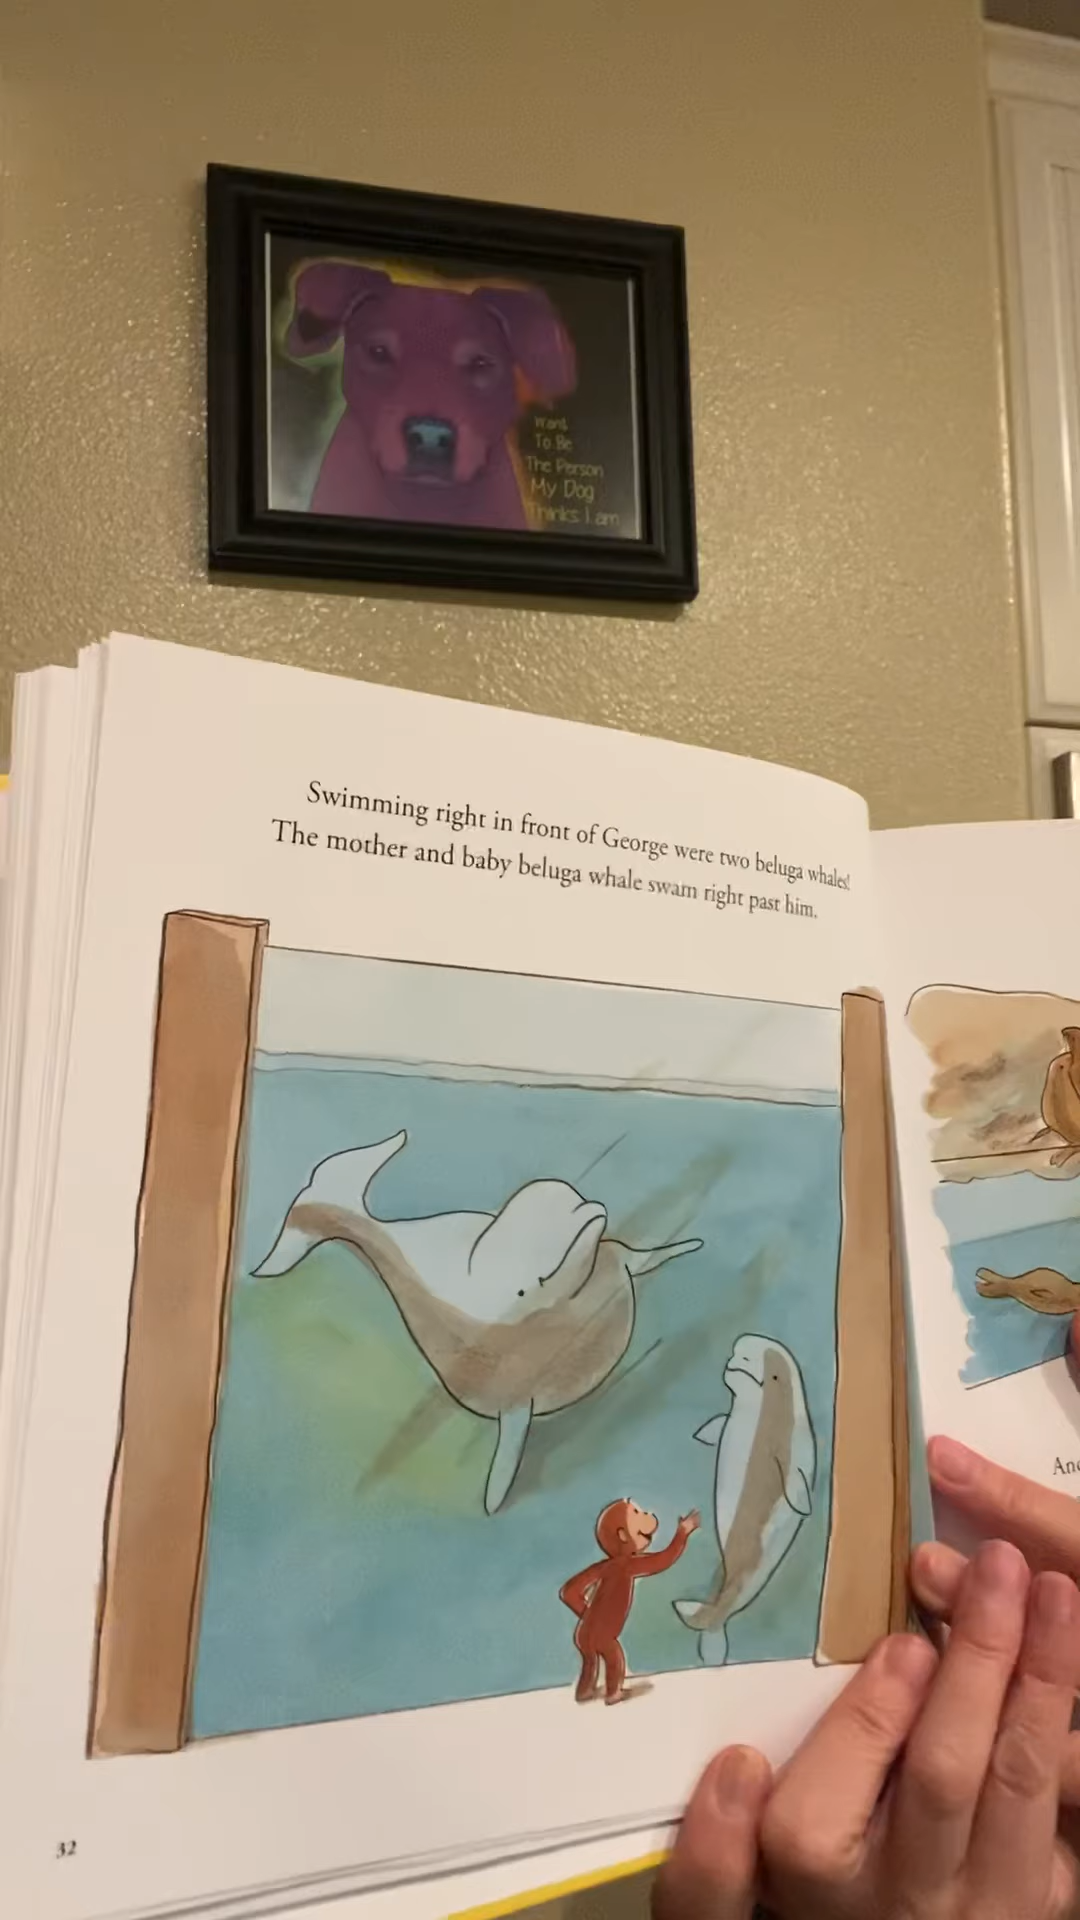 Want
To Be
The Person
My Dog
Thinks I am
Swimming right in front of George were two beluga whales!
The mother and baby beluga whale swam right past him.
32